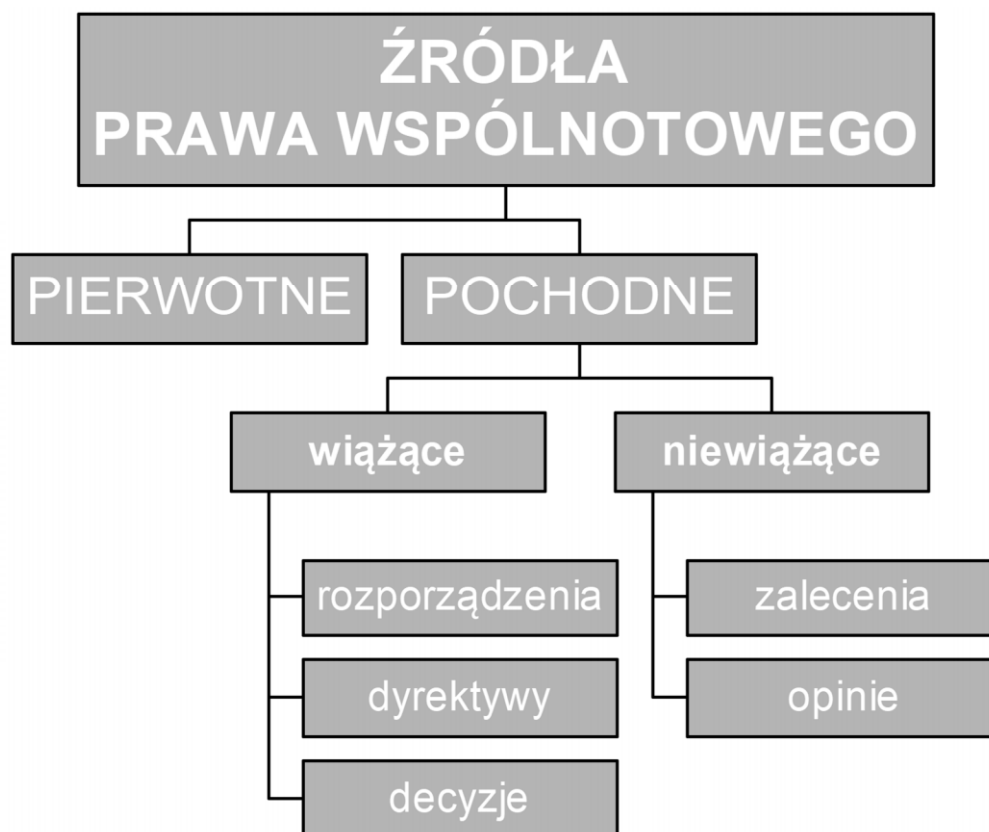 ŹRÓDŁA
PRAWA WSPÓLNOTOWEGO
PIERWOTNE
POCHODNE
wiążące
niewiążące
rozporządzenia
zalecenia
dyrektywy
opinie
decyzje